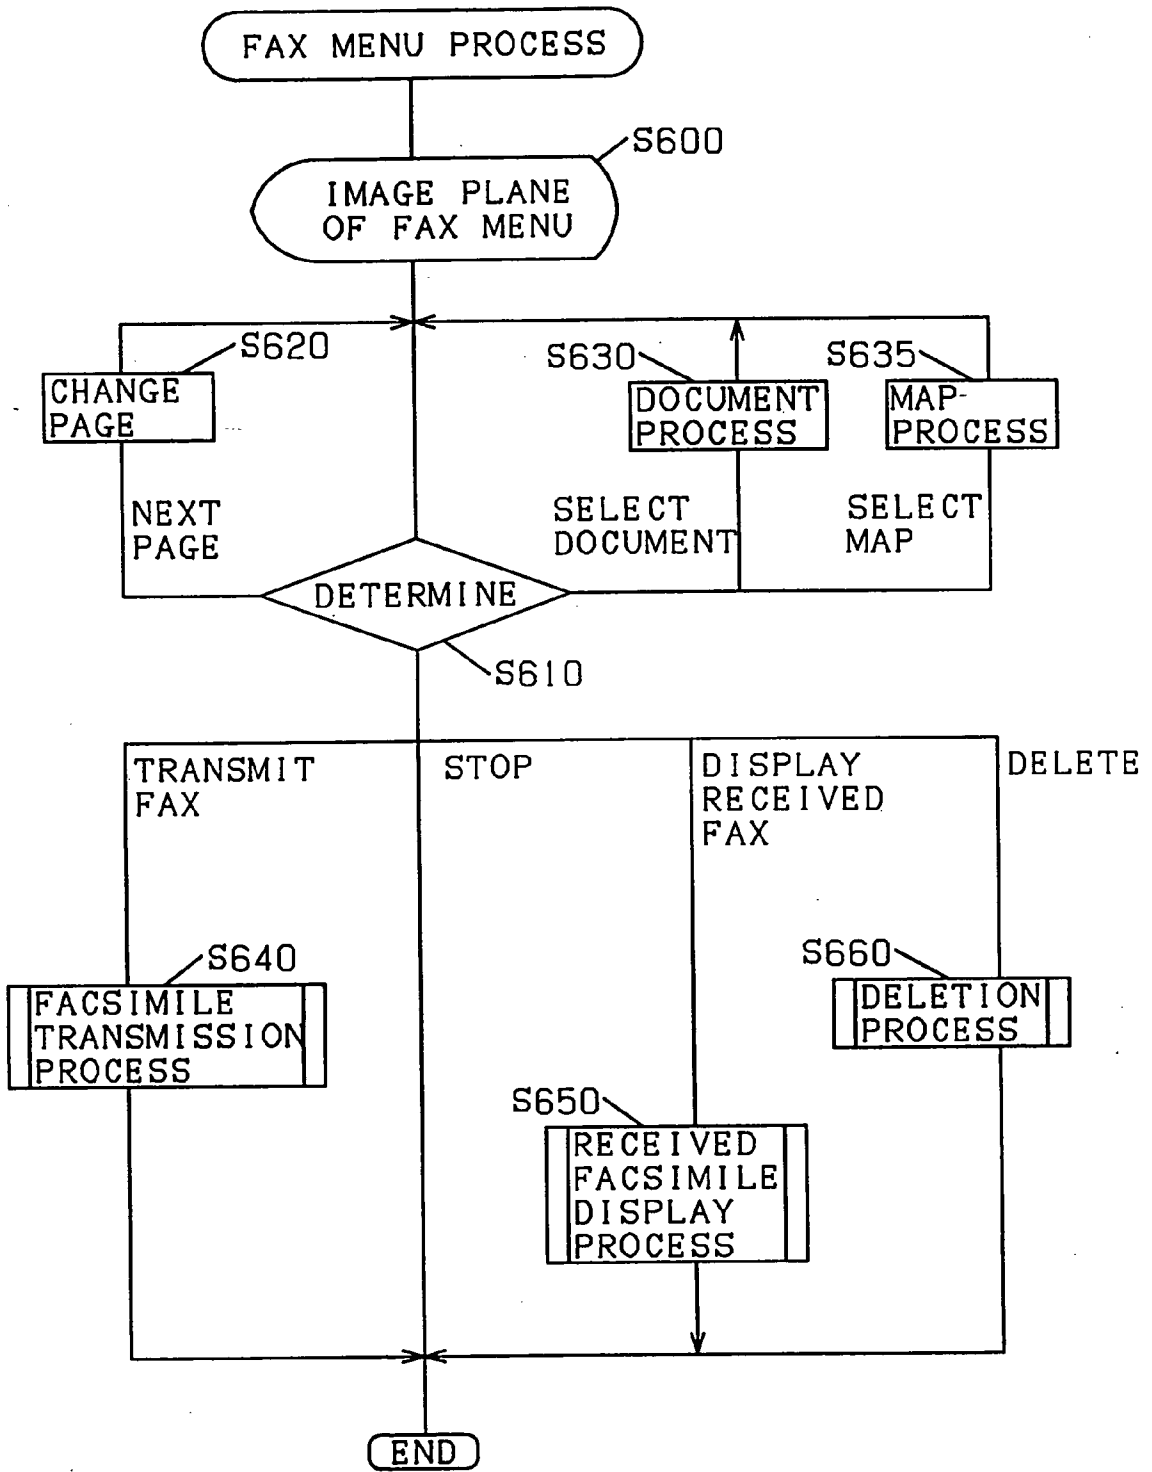 FAX MENU PROCESS
S600
IMAGE PLANE
OF FAX MENU
S620
CHANGE
PAGE
S630
DOCUMENT
PROCESS
S635
MAP-
PROCESS
NEXT
PAGE
SELECT
DOCUMENT
SELECT
MAP
DETERMINE
S610
TRANSMIT
FAX
STOP
DISPLAY
RECEIVED
FAX
DELETE
S640
FACSIMILE
TRANSMISSION
PROCESS
S660
DELETION
PROCESS
S650
RECEIVED
FACSIMILE
DISPLAY
PROCESS
END